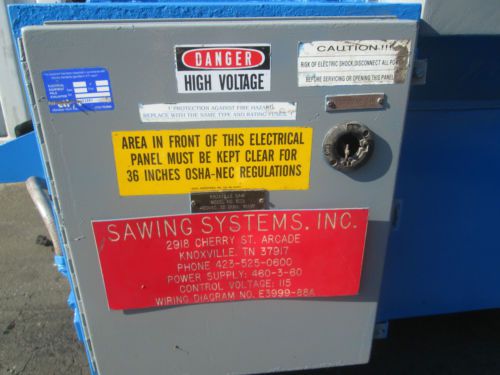 DANGER
HIGH VOLTAGE
CAUTION !!!
RISK OF ELECTRIC SHOCK, DISCONNECT ALL
BEFORE SERVICING OR OPENING THIS PANEL
PROTECTION AGAINST FIRE HAZARD
REPLACE WITH THE SAME TYPE AND RATING
AREA IN FRONT OF THIS ELECTRICAL
PANEL MUST BE KEPT CLEAR FOR
36 INCHES OSHA-NEC REGULATIONS
KNOXVILLE SAW
SAWING SYSTEMS, INC.
2918 CHERRY ST. ARCADE
KNOXVILLE, TN 37917
PHONE 423-525-0600
POWER SUPPLY: 460-3-60
CONTROL VOLTAGE: 115
WIRING DIAGRAM NO. E3999-88A